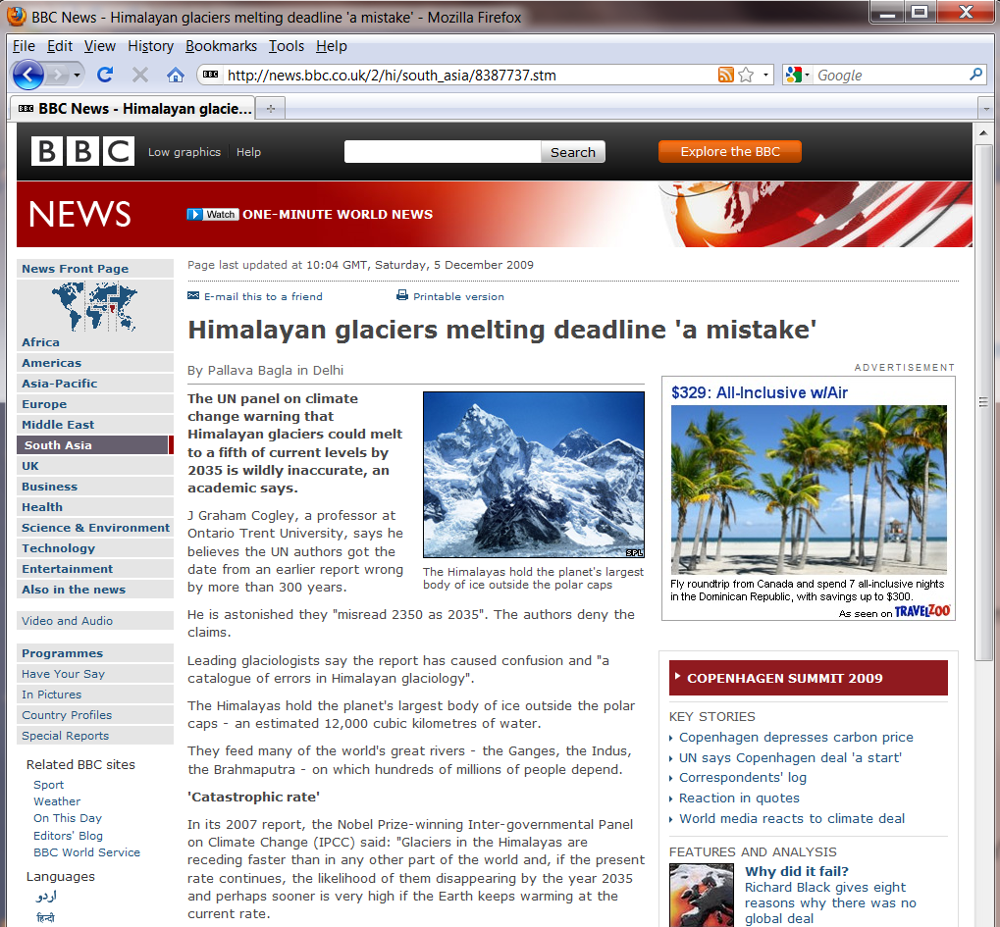 BBC News - Himalayan glaciers melting deadline 'a mistake' - Mozilla Firefox
File Edit View History Bookmarks Tools Help
BBC http://news.bbc.co.uk/2/hi/south_asia/8387737.stm Google
BBC BBC News - Himalayan glacie...
BBC Low graphics Help Search Explore the BBC
NEWS Watch ONE-MINUTE WORLD NEWS
News Front Page
Africa
Americas
Asia-Pacific
Europe
Middle East
South Asia
UK
Business
Health
Science & Environment
Technology
Entertainment
Also in the news
Video and Audio
Programmes
Have Your Say
In Pictures
Country Profiles
Special Reports
Related BBC sites
Sport
Weather
On This Day
Editors' Blog
BBC World Service
Languages
اردو
हिन्दी
Page last updated at 10:04 GMT, Saturday, 5 December 2009
E-mail this to a friend Printable version
Himalayan glaciers melting deadline 'a mistake'
By Pallava Bagla in Delhi
The UN panel on climate
change warning that
Himalayan glaciers could melt
to a fifth of current levels by
2035 is wildly inaccurate, an
academic says.
J Graham Cogley, a professor at
Ontario Trent University, says he
believes the UN authors got the
date from an earlier report wrong
by more than 300 years.
SPL
The Himalayas hold the planet's largest
body of ice outside the polar caps
He is astonished they "misread 2350 as 2035". The authors deny the
claims.
Leading glaciologists say the report has caused confusion and "a
catalogue of errors in Himalayan glaciology".
The Himalayas hold the planet's largest body of ice outside the polar
caps - an estimated 12,000 cubic kilometres of water.
They feed many of the world's great rivers - the Ganges, the Indus,
the Brahmaputra - on which hundreds of millions of people depend.
'Catastrophic rate'
In its 2007 report, the Nobel Prize-winning Inter-governmental Panel
on Climate Change (IPCC) said: "Glaciers in the Himalayas are
receding faster than in any other part of the world and, if the present
rate continues, the likelihood of them disappearing by the year 2035
and perhaps sooner is very high if the Earth keeps warming at the
current rate.
ADVERTISEMENT
$329: All-Inclusive w/Air
Fly roundtrip from Canada and spend 7 all-inclusive nights
in the Dominican Republic, with savings up to $300.
As seen on TRAVELZOO
COPENHAGEN SUMMIT 2009
KEY STORIES
Copenhagen depresses carbon price
UN says Copenhagen deal 'a start'
Correspondents' log
Reaction in quotes
World media reacts to climate deal
FEATURES AND ANALYSIS
Why did it fail?
Richard Black gives eight
reasons why there was no
global deal